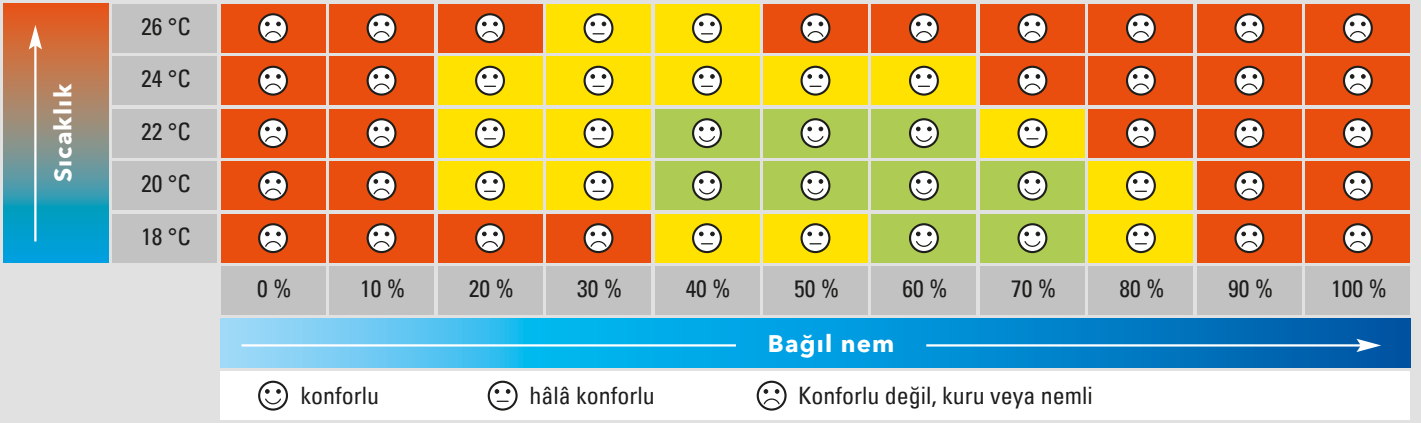 Sıcaklık
26 °C
24 °C
22 °C
20 °C
18 °C
0 % 10 % 20 % 30 % 40 % 50 % 60 % 70 % 80 % 90 % 100 %
Bağıl nem
konforlu hâlâ konforlu Konforlu değil, kuru veya nemli